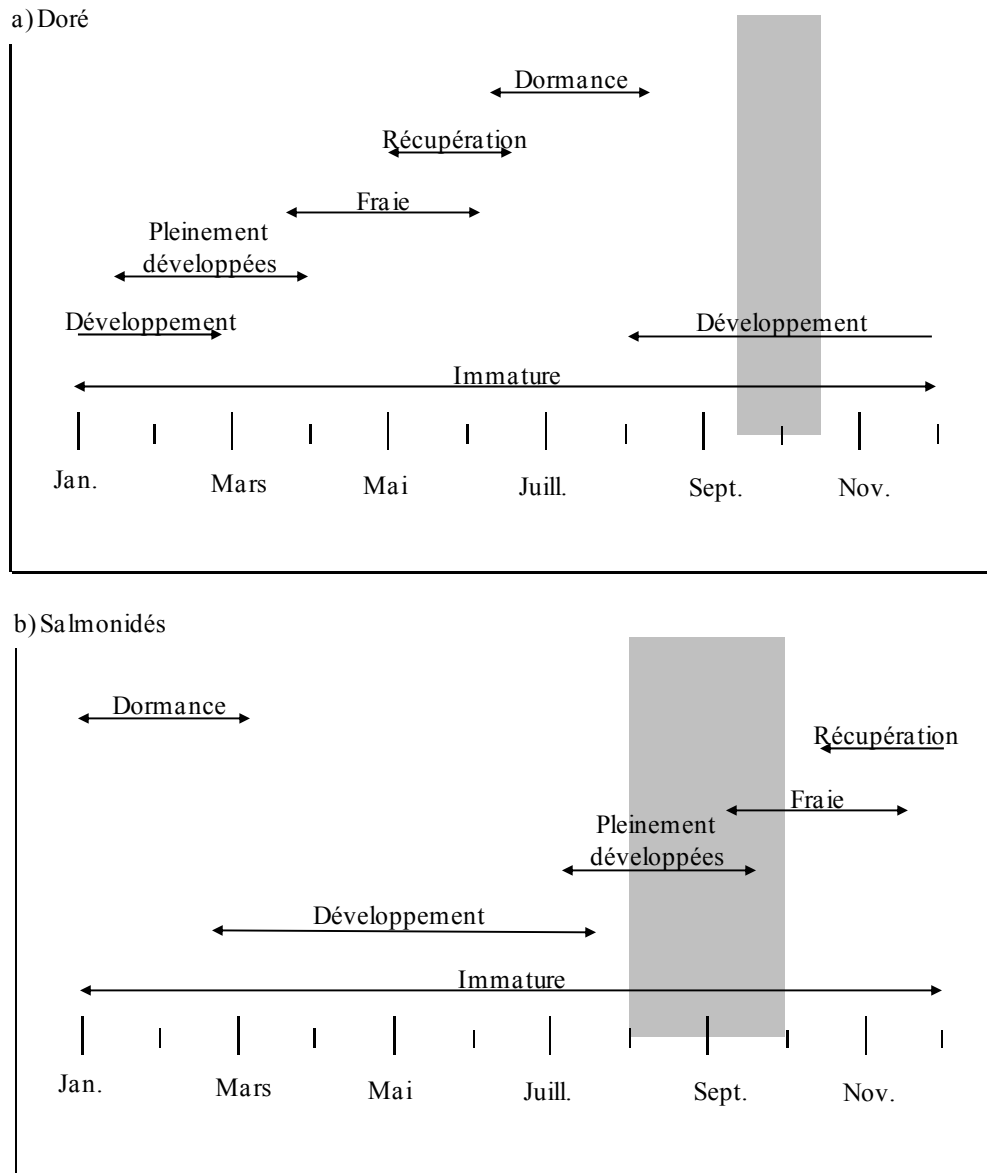 a) Doré
Dormance
Récupération
Fraie
Pleinement
développées
Développement
Développement
Immature
Jan.
Mars
Mai
Juill.
Sept.
Nov.
b) Salmonidés
Dormance
Récupération
Fraie
Pleinement
développées
Développement
Immature
Jan.
Mars
Mai
Juill.
Sept.
Nov.